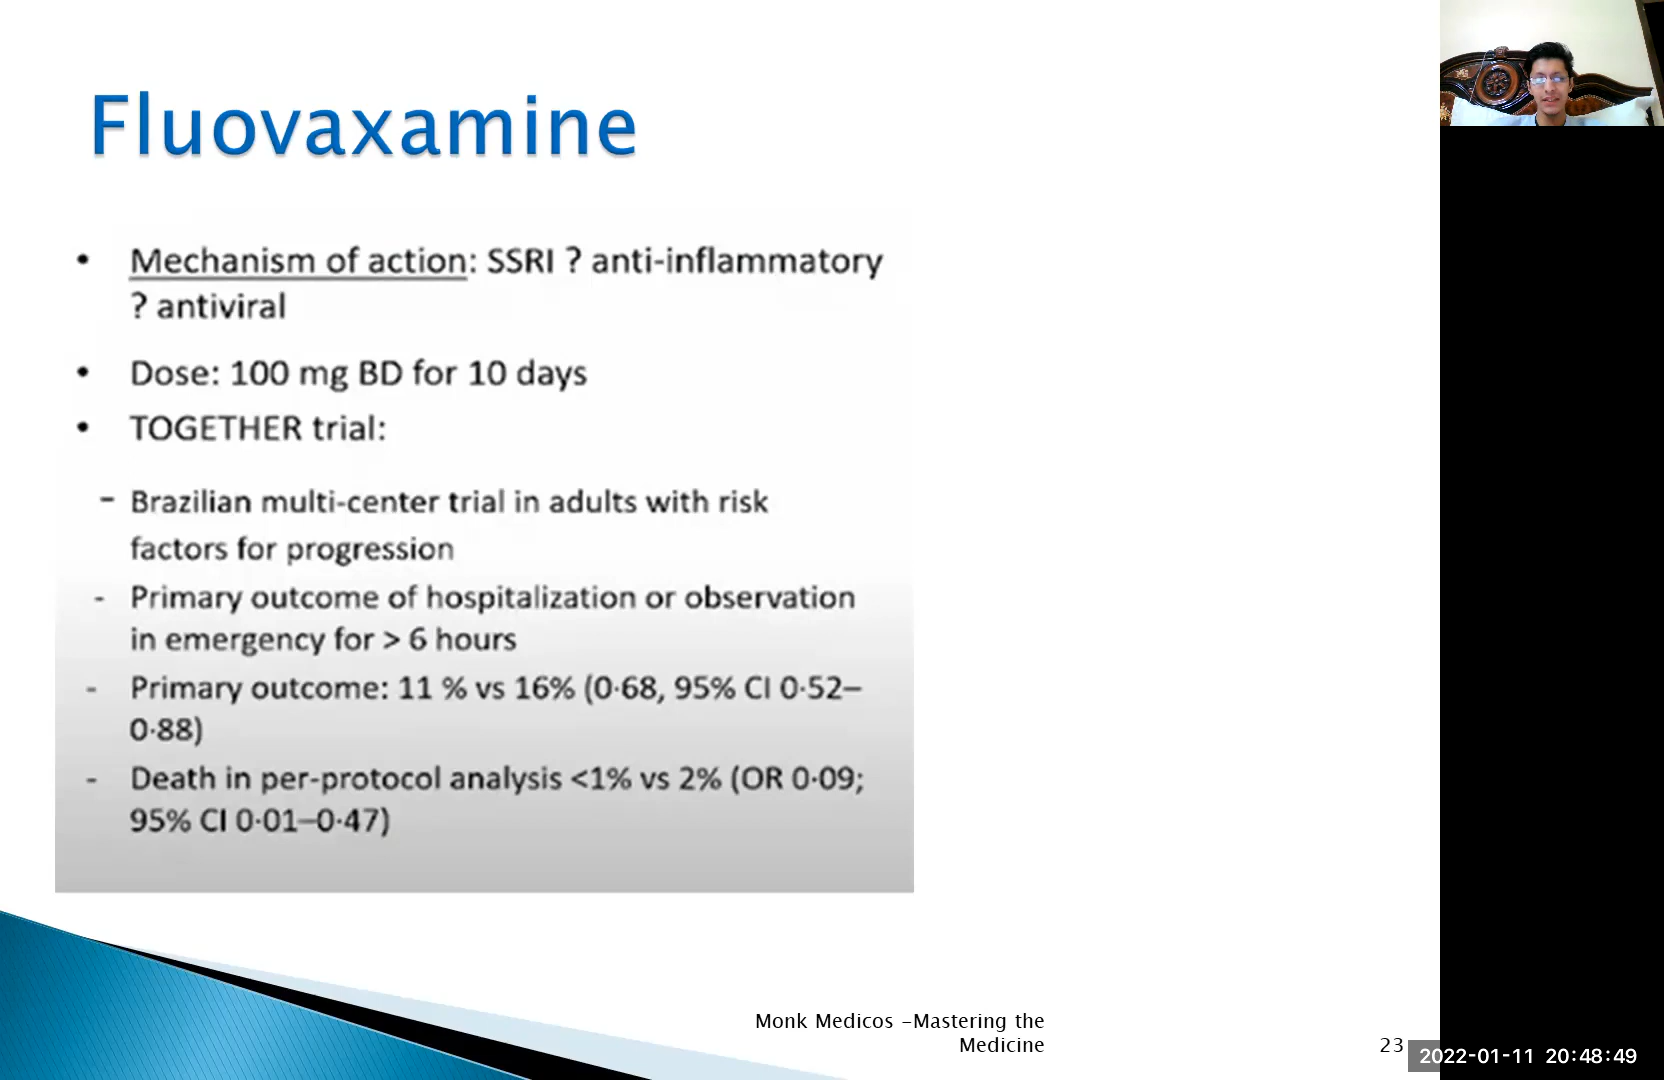 Fluovaxamine
• Mechanism of action: SSRI ? anti-inflammatory
? antiviral
• Dose: 100 mg BD for 10 days
• TOGETHER trial:
– Brazilian multi-center trial in adults with risk
factors for progression
- Primary outcome of hospitalization or observation
in emergency for > 6 hours
- Primary outcome: 11 % vs 16% (0·68, 95% CI 0·52–
0·88)
- Death in per-protocol analysis <1% vs 2% (OR 0·09;
95% CI 0·01–0·47)
Monk Medicos -Mastering the
Medicine
23
2022-01-11 20:48:49